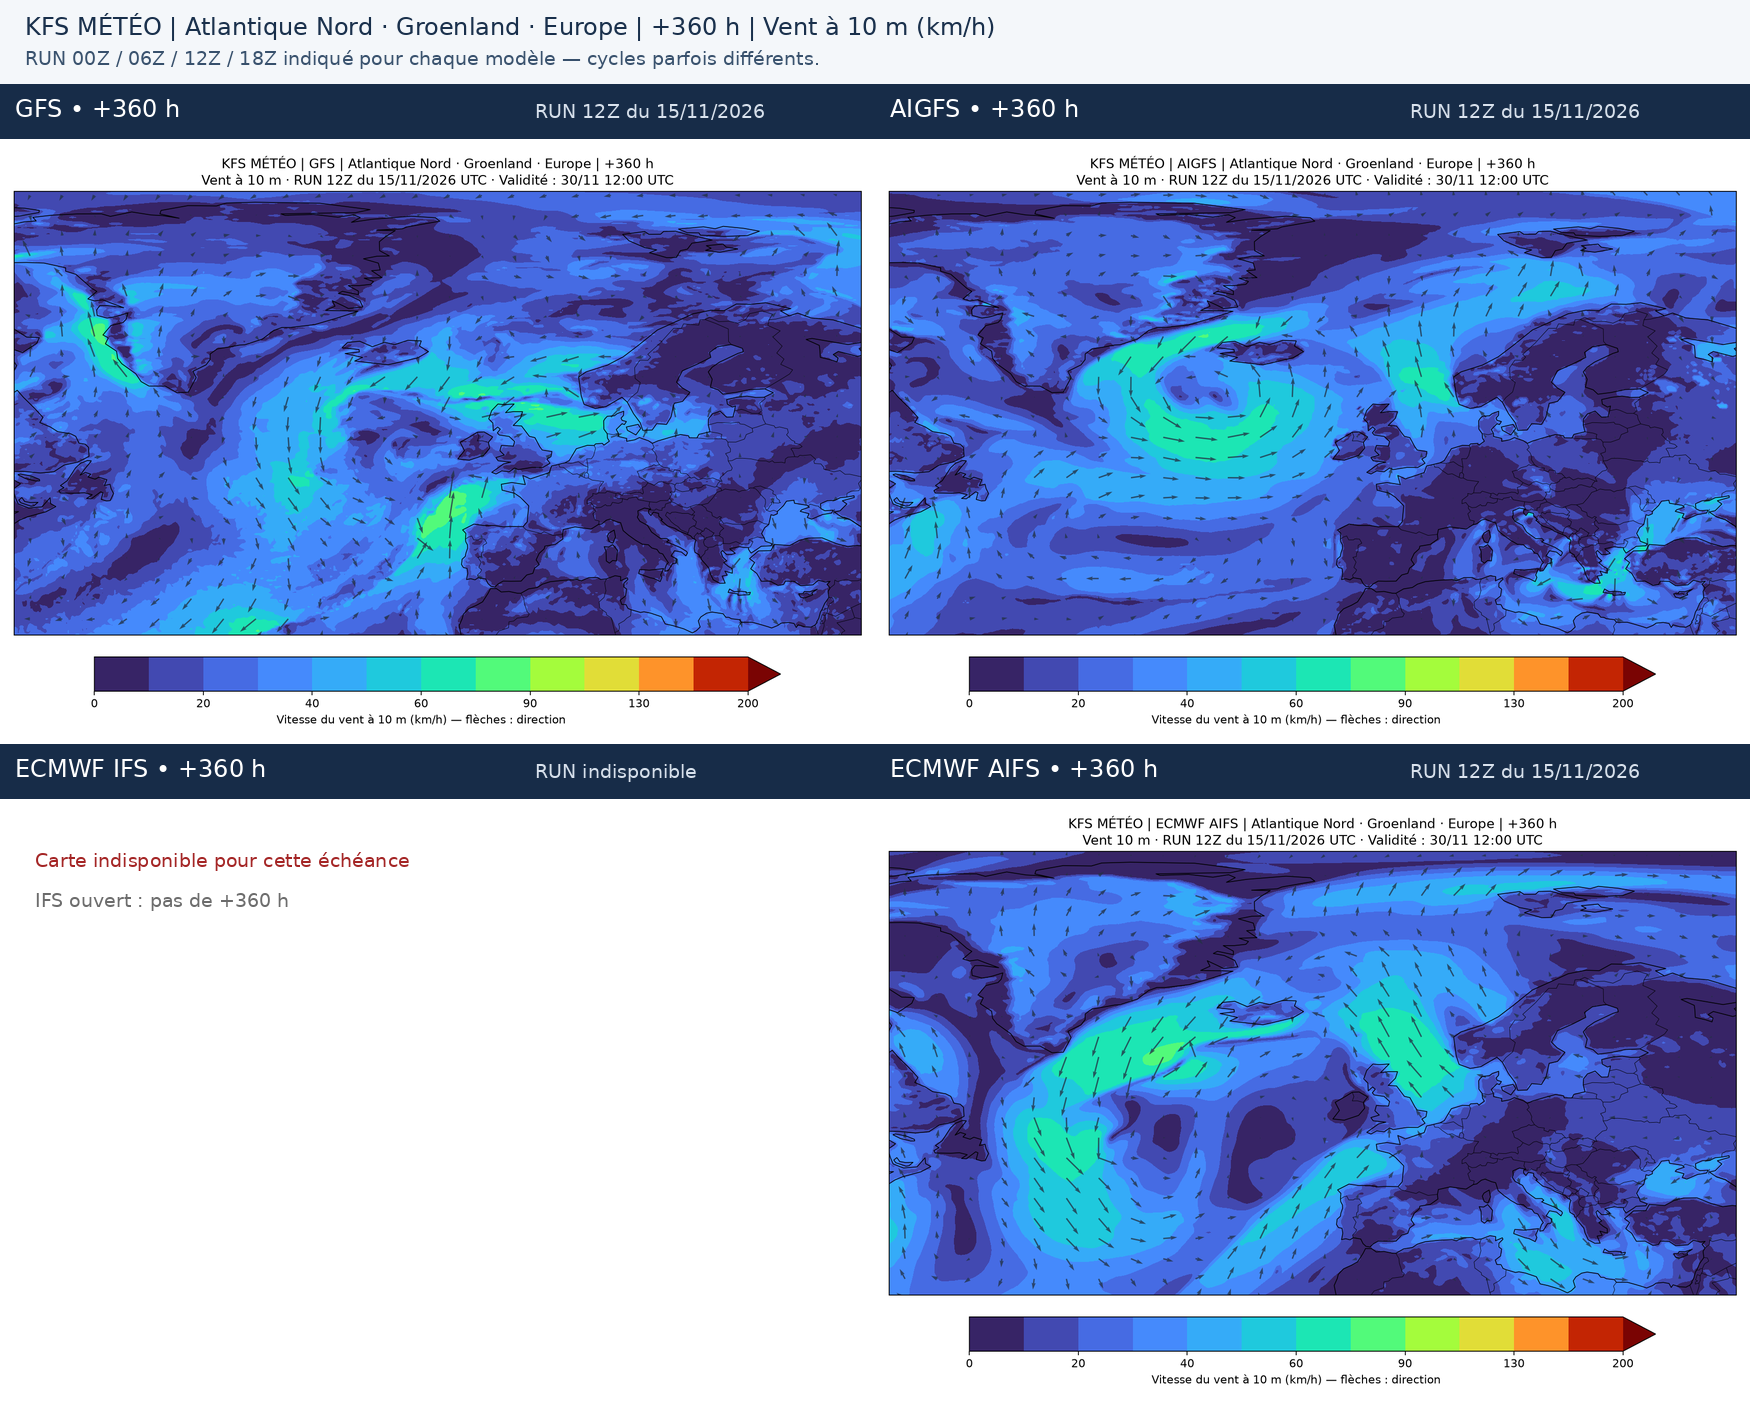 KFS MÉTÉO | Atlantique Nord · Groenland · Europe | +360 h | Vent à 10 m (km/h)
RUN 00Z / 06Z / 12Z / 18Z indiqué pour chaque modèle — cycles parfois différents.
GFS • +360 h
RUN 12Z du 15/11/2026
AIGFS • +360 h
RUN 12Z du 15/11/2026
KFS MÉTÉO | GFS | Atlantique Nord · Groenland · Europe | +360 h
Vent à 10 m · RUN 12Z du 15/11/2026 UTC · Validité : 30/11 12:00 UTC
KFS MÉTÉO | AIGFS | Atlantique Nord · Groenland · Europe | +360 h
Vent à 10 m · RUN 12Z du 15/11/2026 UTC · Validité : 30/11 12:00 UTC
0 20 40 60 90 130 200
Vitesse du vent à 10 m (km/h) — flèches : direction
0 20 40 60 90 130 200
Vitesse du vent à 10 m (km/h) — flèches : direction
ECMWF IFS • +360 h
RUN indisponible
ECMWF AIFS • +360 h
RUN 12Z du 15/11/2026
Carte indisponible pour cette échéance
IFS ouvert : pas de +360 h
KFS MÉTÉO | ECMWF AIFS | Atlantique Nord · Groenland · Europe | +360 h
Vent 10 m · RUN 12Z du 15/11/2026 UTC · Validité : 30/11 12:00 UTC
0 20 40 60 90 130 200
Vitesse du vent à 10 m (km/h) — flèches : direction